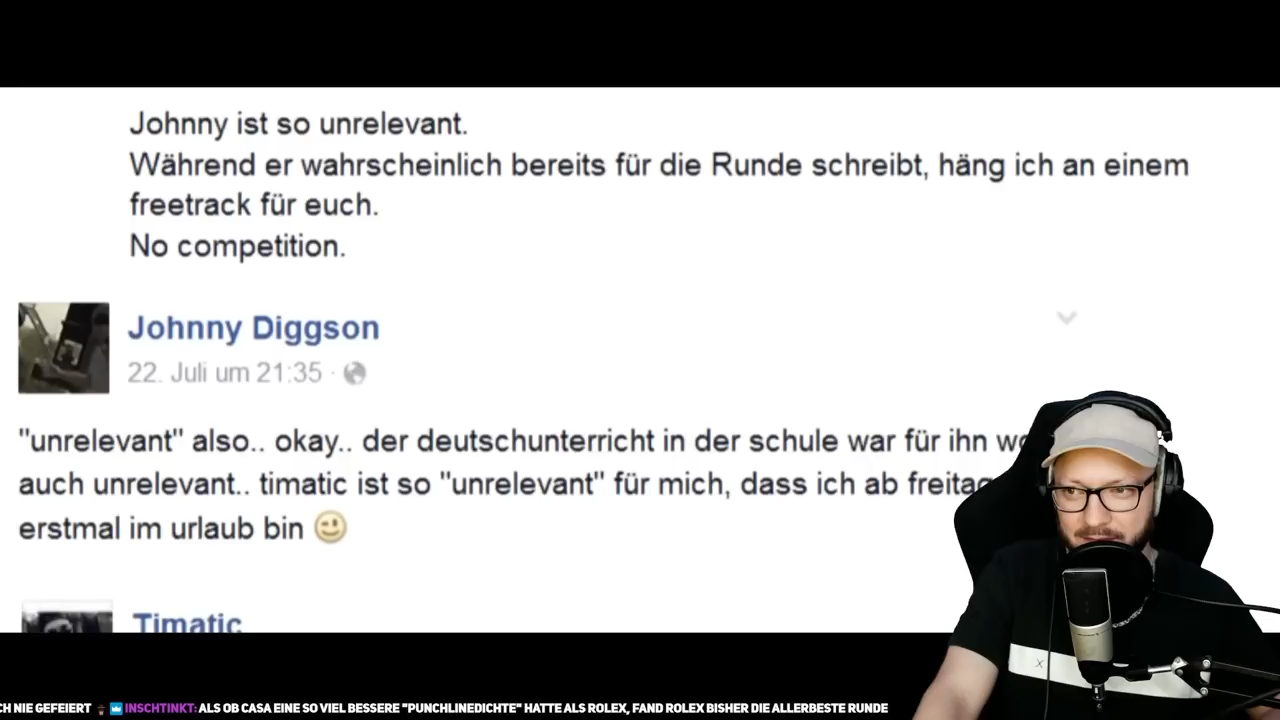 Johnny ist so unrelevant.
Während er wahrscheinlich bereits für die Runde schreibt, häng ich an einem
freetrack für euch.
No competition.
Johnny Diggson
22. Juli um 21:35 ·
"unrelevant" also.. okay.. der deutschunterricht in der schule war für ihn
auch unrelevant.. timatic ist so "unrelevant" für mich, dass ich ab
erstmal im urlaub bin
Timatic
NIE GEFEIERT INSCHTINKT: ALS OB CASA EINE SO VIEL BESSERE "PUNCHLINEDICHTE" HATTE ALS ROLEX, FAND ROLEX BISHER DIE ALLERBESTE RUNDE